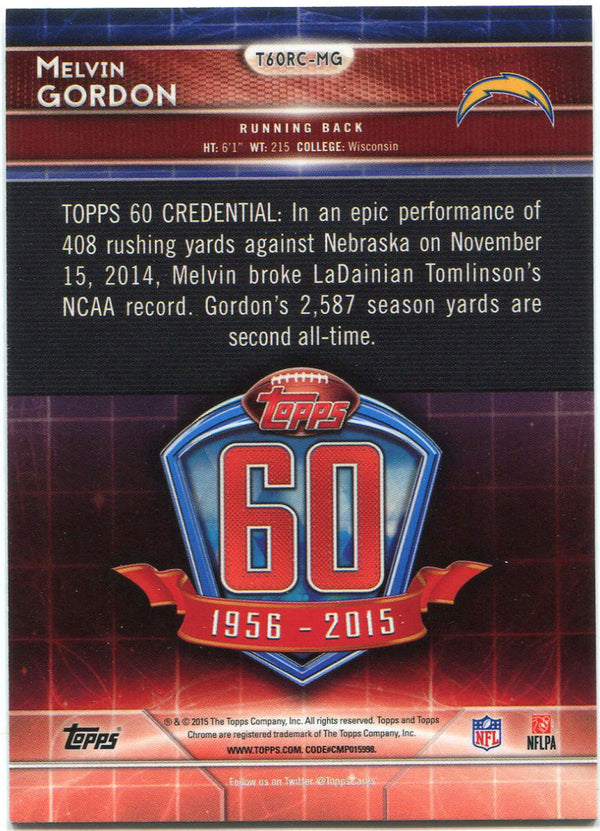 T60RC-MG
MELVIN
GORDON
RUNNING BACK
HT: 6'1" WT: 215 COLLEGE: Wisconsin
TOPPS 60 CREDENTIAL: In an epic performance of
408 rushing yards against Nebraska on November
15, 2014, Melvin broke LaDainian Tomlinson's
NCAA record. Gordon's 2,587 season yards are
second all-time.
Topps
60
1956 - 2015
Topps
® & © 2015 The Topps Company, Inc. All rights reserved. Topps and Topps
Chrome are registered trademark of The Topps Company, Inc.
WWW.TOPPS.COM. CODE#CMP015998.
NFL
NFLPA
Follow us on Twitter @ToppsCards